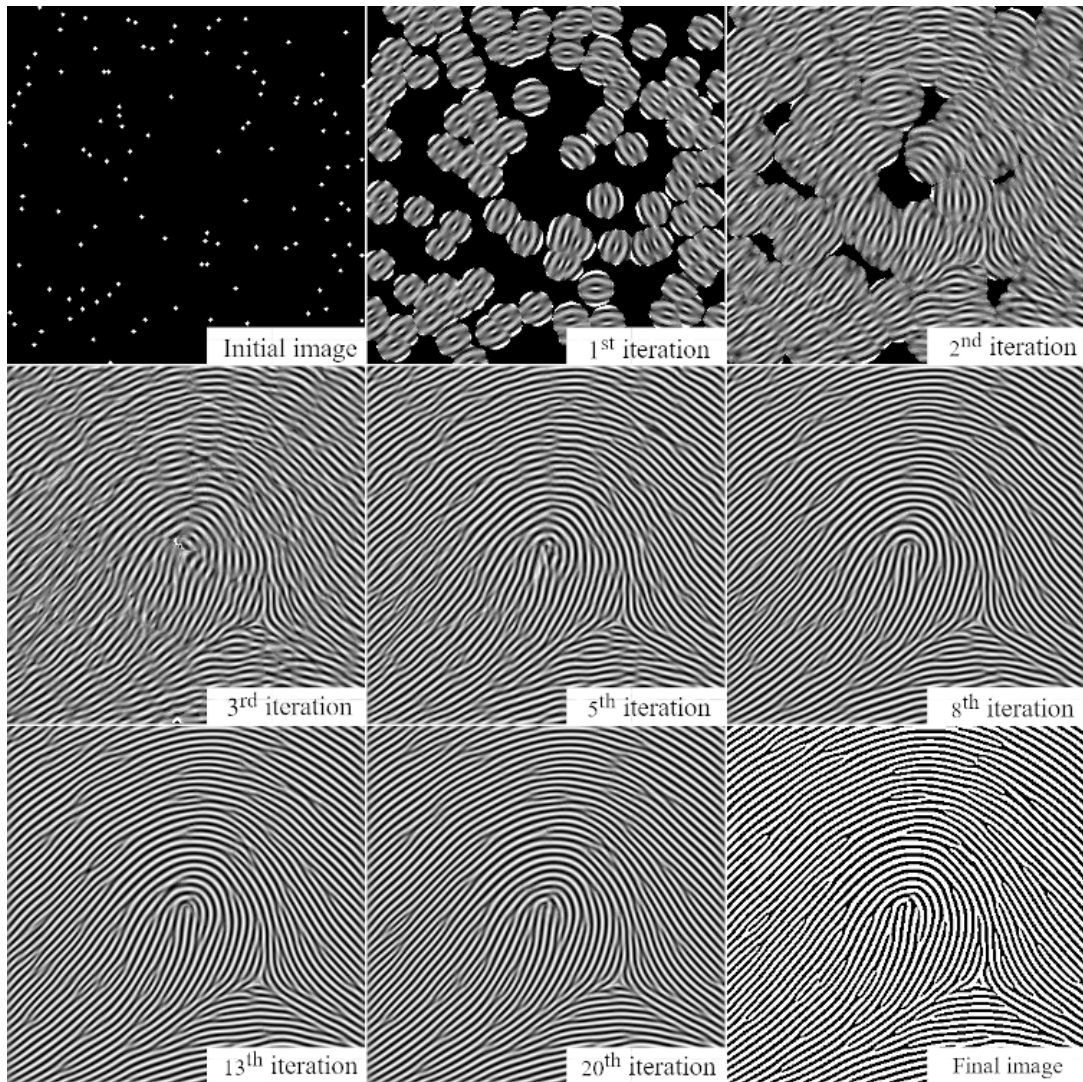 Initial image
1st iteration
2nd iteration
3rd iteration
5th iteration
8th iteration
13th iteration
20th iteration
Final image